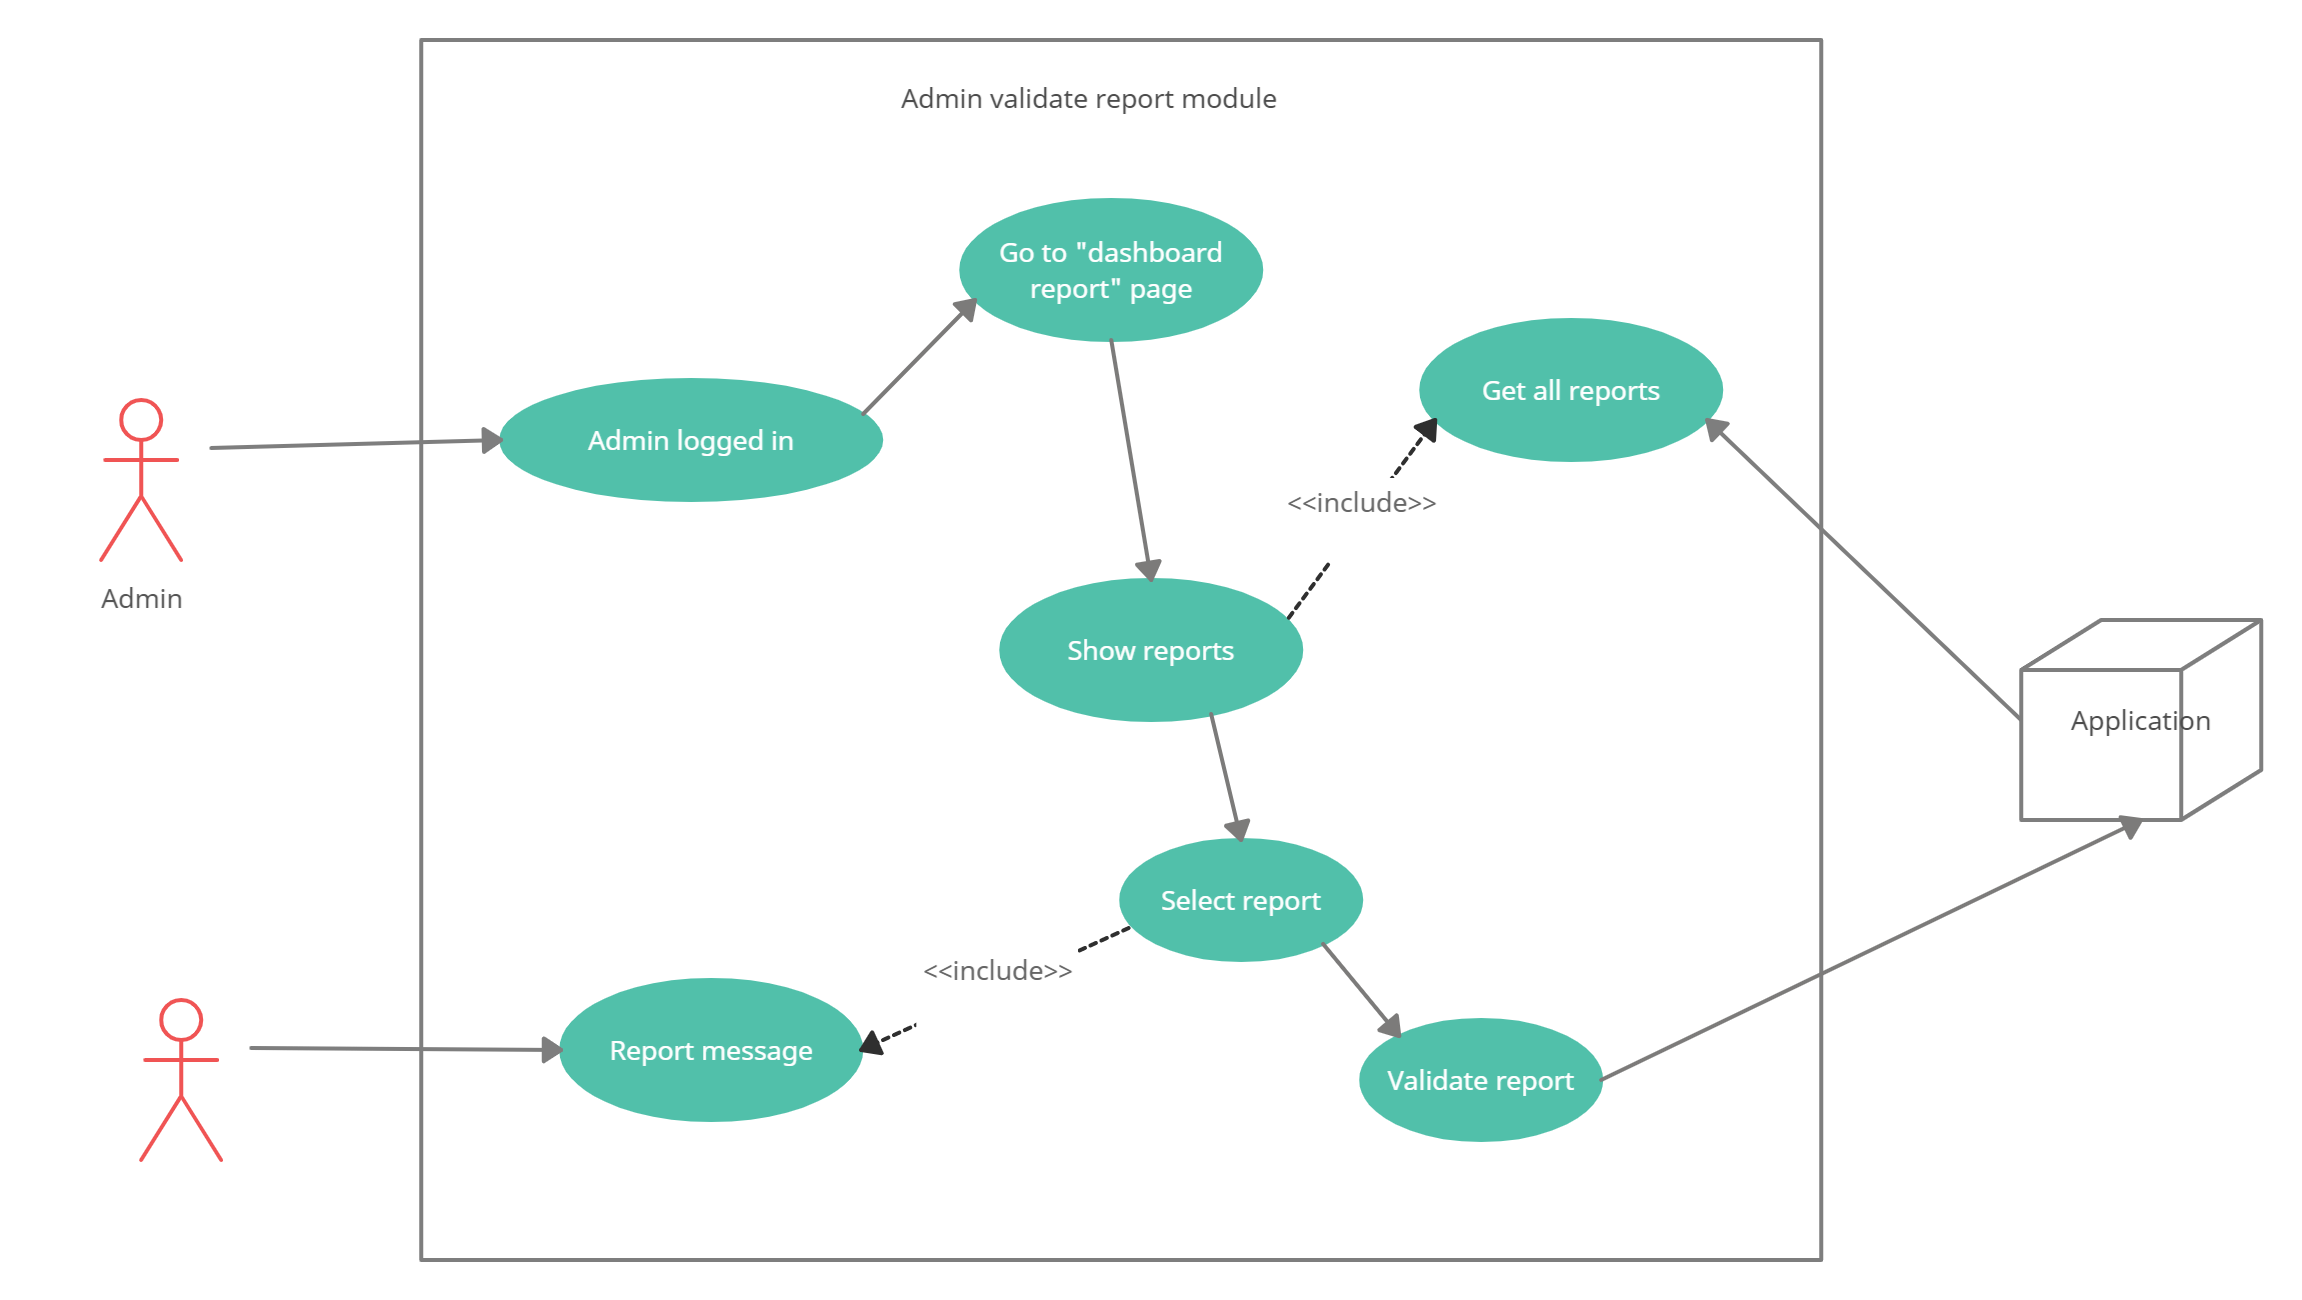 Admin validate report module
Go to "dashboard
report" page
Get all reports
Admin logged in
<<include>>
Admin
Show reports
Application
Select report
<<include>>
Report message
Validate report